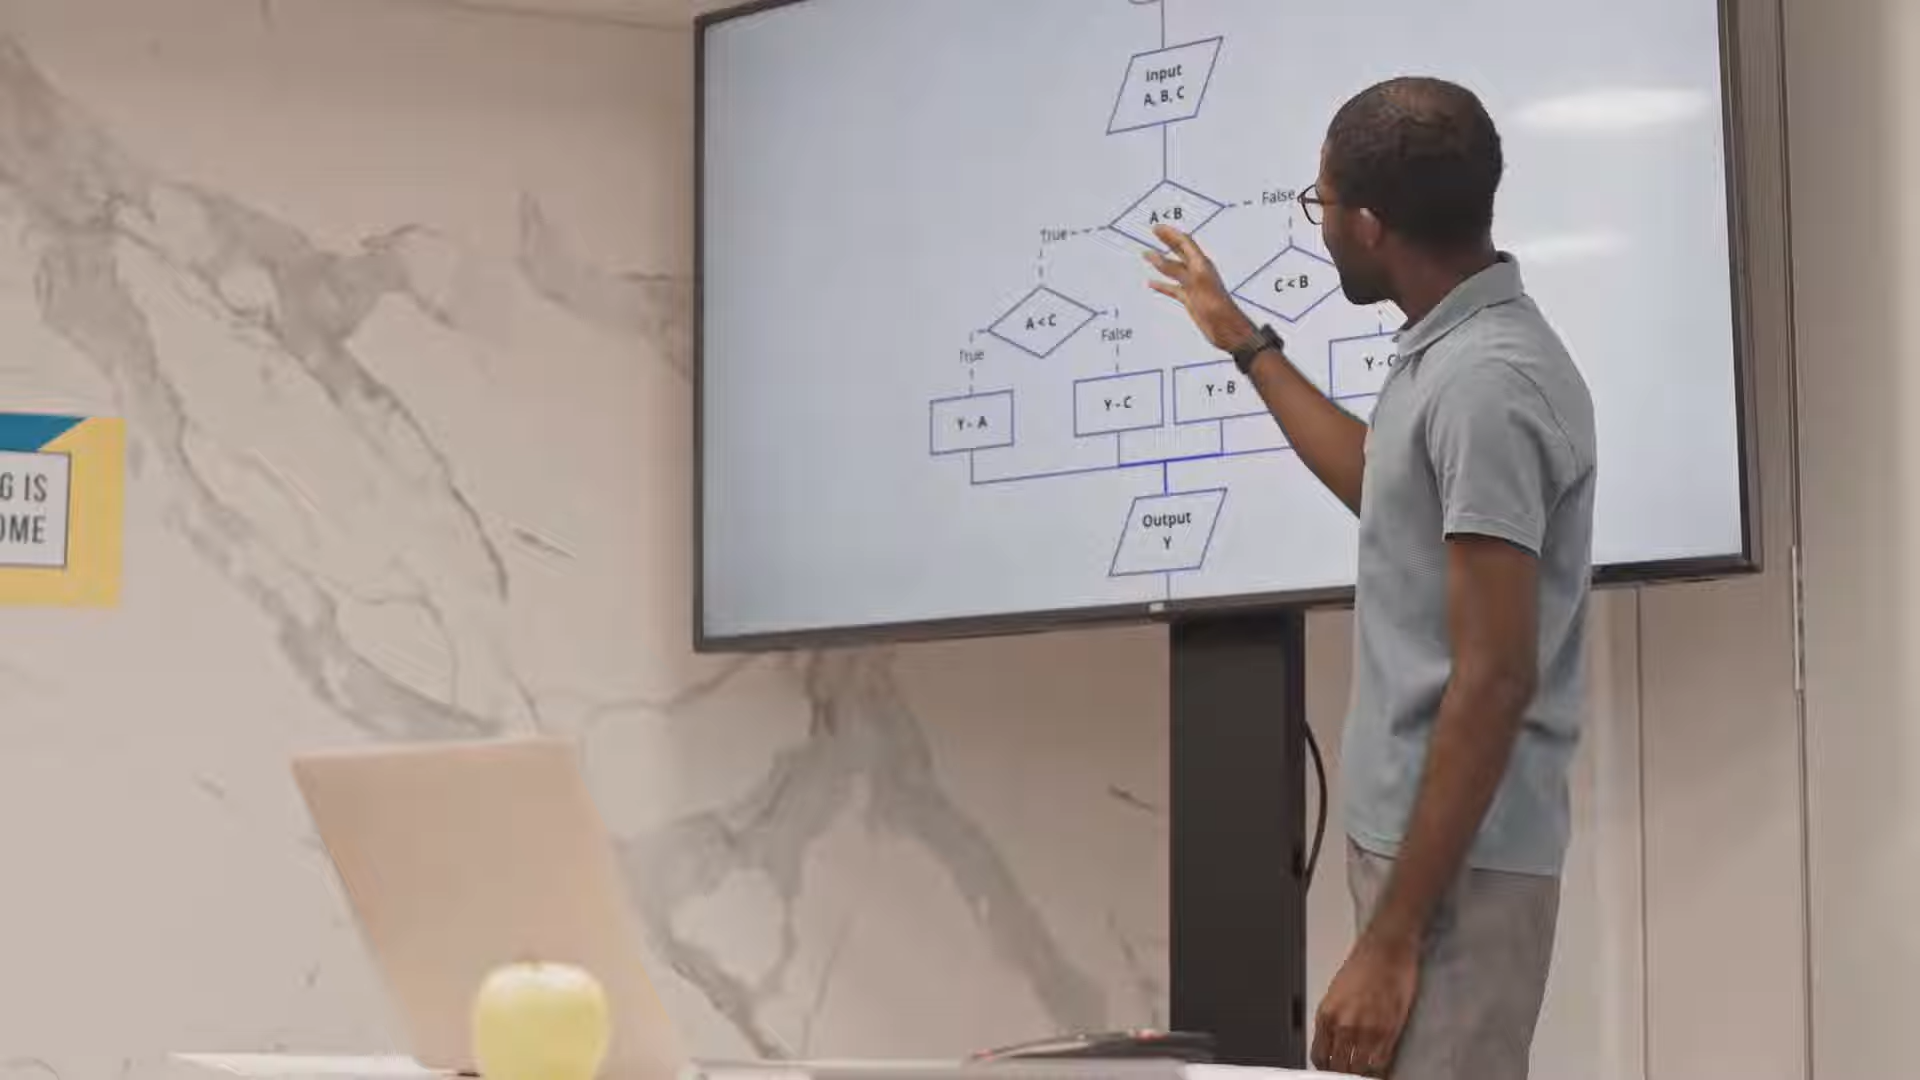 Input
A, B, C
A < B
False
True
C < B
A < C
False
True
Y - C
Y - B
Y - C
Y - A
G IS
OME
Output
Y